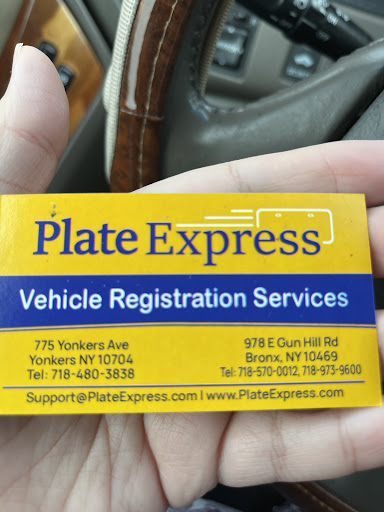 Plate Express
Vehicle Registration Services
775 Yonkers Ave
Yonkers NY 10704
Tel: 718-480-3838
978 E Gun Hill Rd
Bronx, NY 10469
Tel: 718-570-0012, 718-973-9600
Support@PlateExpress.com | www.PlateExpress.com